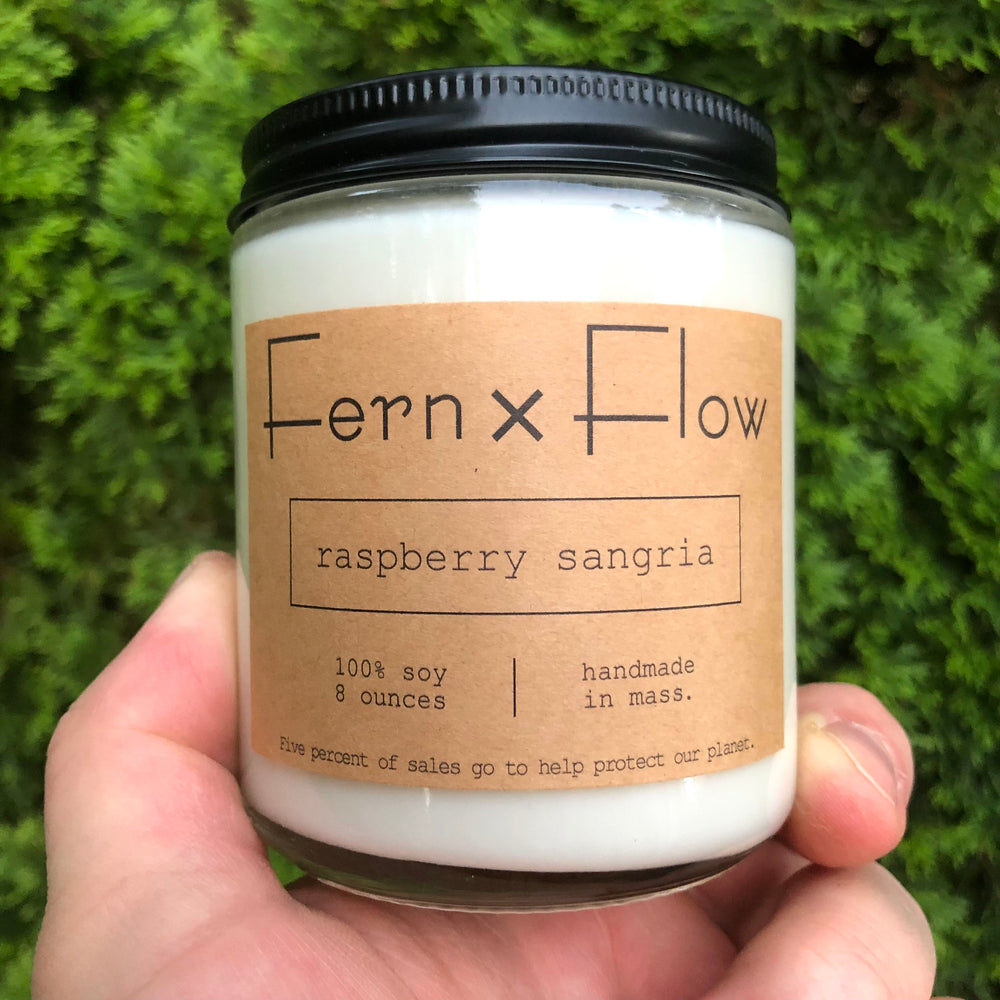 Fern x Flow
raspberry sangria
100% soy
8 ounces
handmade
in mass.
Five percent of sales go to help protect our planet.